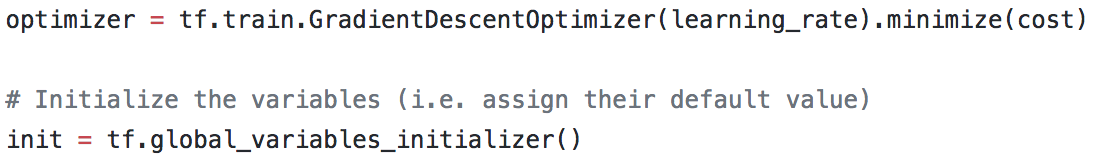 optimizer = tf.train.GradientDescentOptimizer(learning_rate).minimize(cost)
# Initialize the variables (i.e. assign their default value)
init = tf.global_variables_initializer()